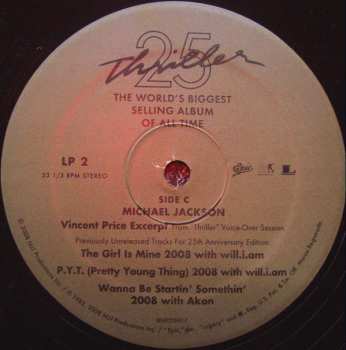 25
Thriller
THE WORLD'S BIGGEST
SELLING ALBUM
OF ALL TIME
LP 2
33 1/3 RPM STEREO
Epic
SIDE C
MICHAEL JACKSON
Vincent Price Excerpt from "Thriller" Voice-Over Session
Previously Unreleased Tracks For 25th Anniversary Edition:
The Girl Is Mine 2008 with will.i.am
P.Y.T. (Pretty Young Thing) 2008 with will.i.am
Wanna Be Startin' Somethin'
2008 with Akon